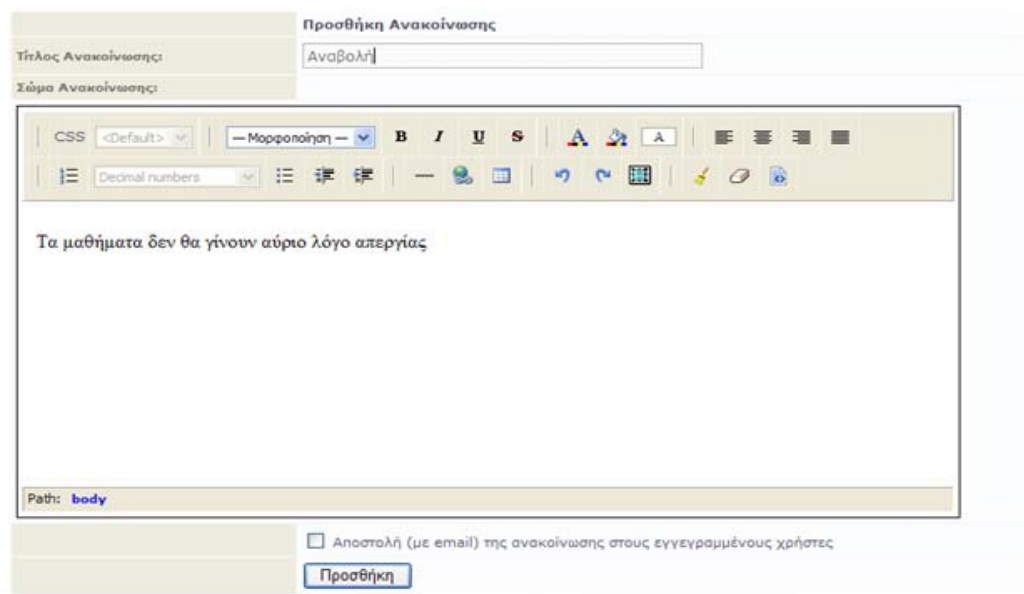 Προσθήκη Ανακοίνωσης
Τίτλος Ανακοίνωσης: Αναβολή
Σώμα Ανακοίνωσης:
CSS <Default> — Μορφοποίηση — B I U S A A
Decimal numbers
Τα μαθήματα δεν θα γίνουν αύριο λόγο απεργίας
Path: body
Αποστολή (με email) της ανακοίνωσης στους εγγεγραμμένους χρήστες
Προσθήκη